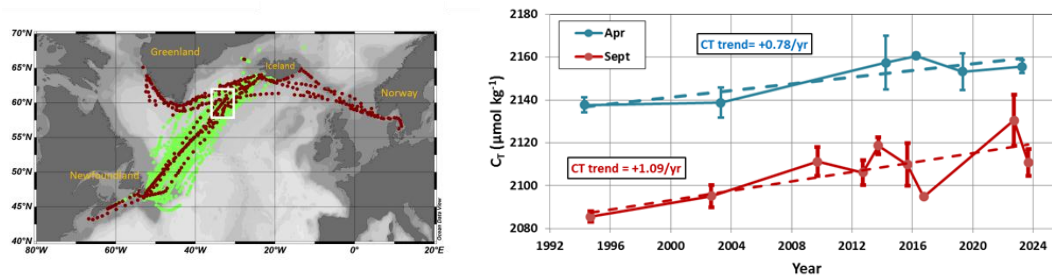 70°N
65°N
60°N
55°N
50°N
45°N
40°N
80°W
60°W
40°W
20°W
0°
20°E
Greenland
Iceland
Norway
Newfoundland
Ocean Data View
2180
2160
2140
2120
2100
2080
C_T (µmol kg⁻¹)
Apr
Sept
CT trend= +0.78/yr
CT trend = +1.09/yr
1992
1996
2000
2004
2008
2012
2016
2020
2024
Year